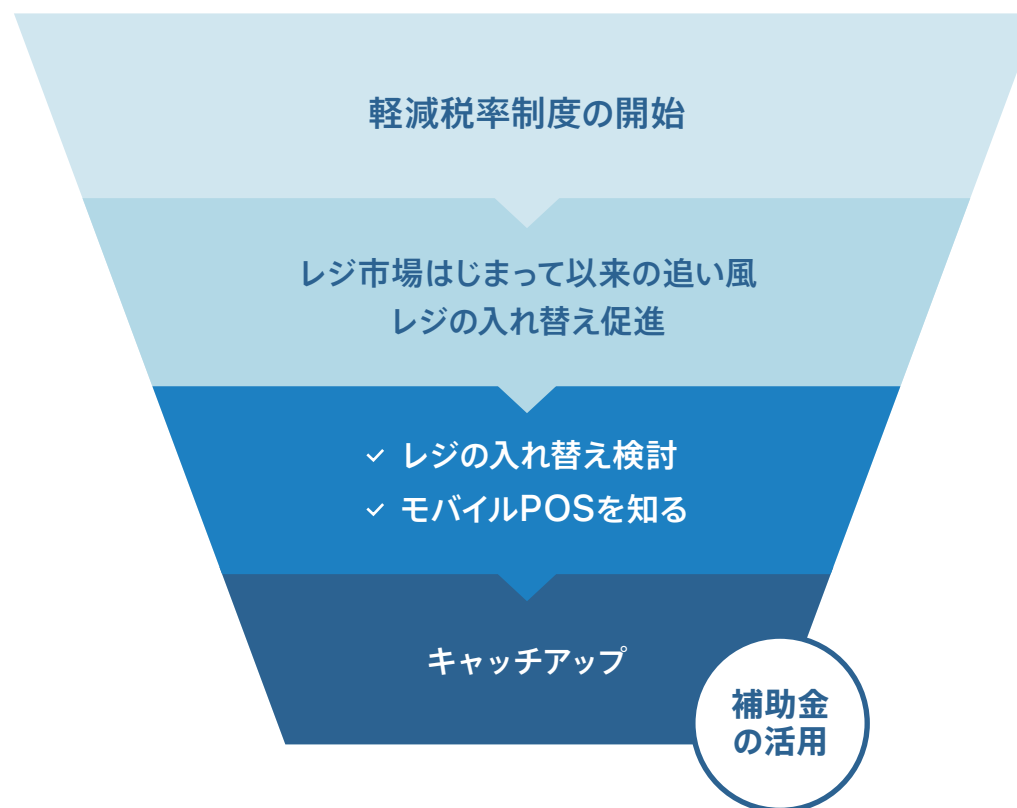 軽減税率制度の開始
レジ市場はじまって以来の追い風
レジの入れ替え促進
✓ レジの入れ替え検討
✓ モバイルPOSを知る
キャッチアップ
補助金
の活用